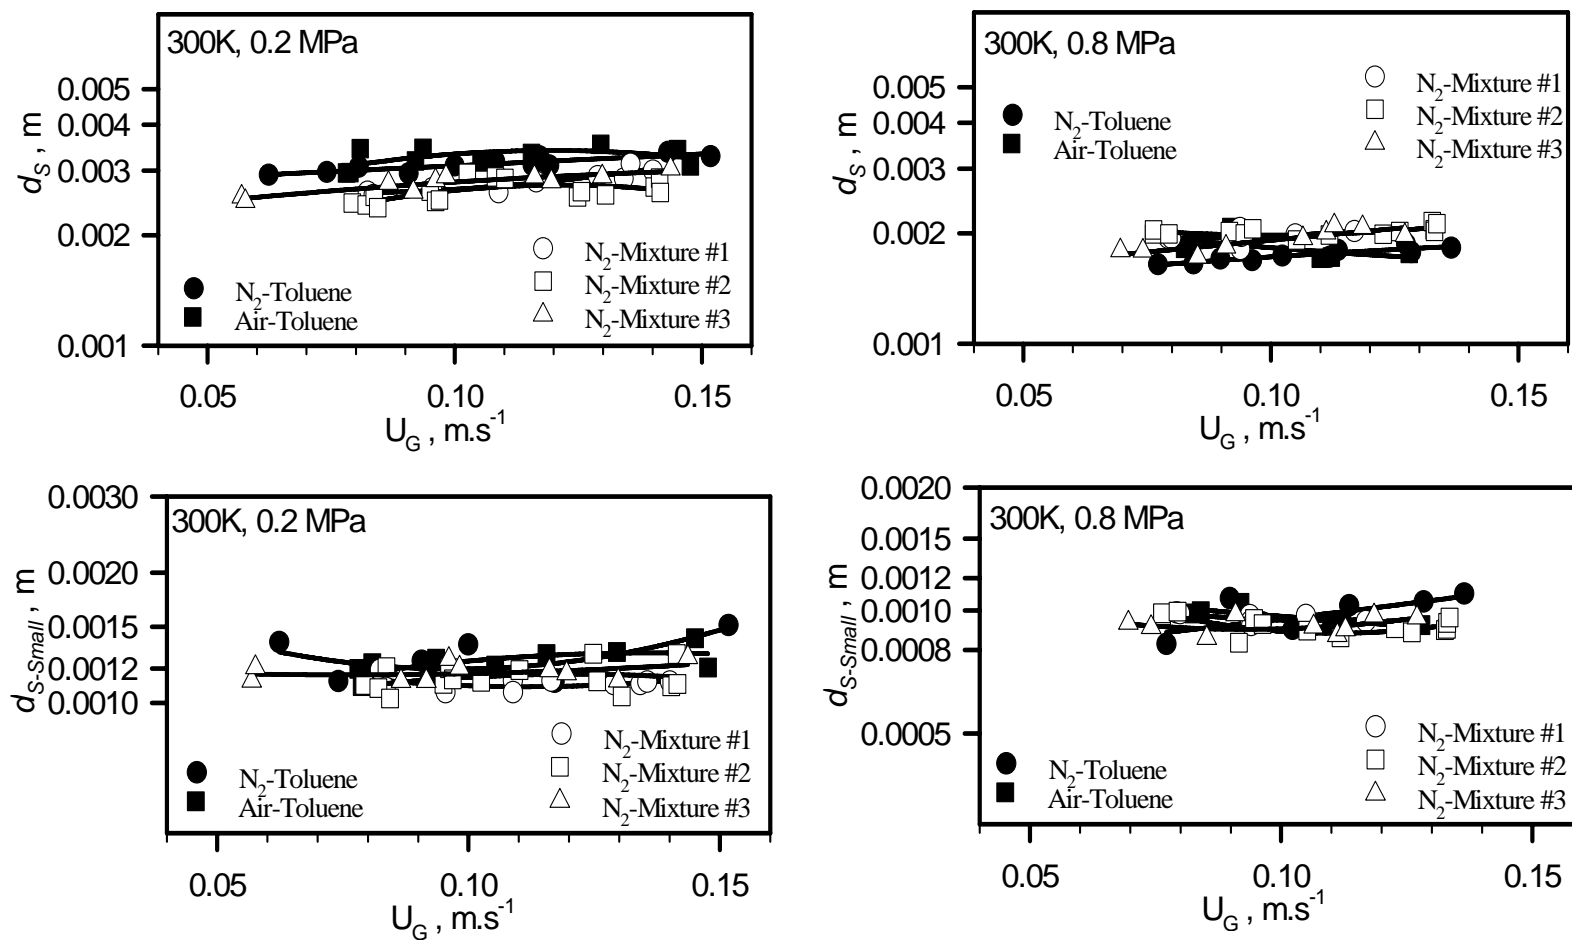 300K, 0.2 MPa
0.005
0.004
0.003
0.002
0.001
d_S , m
N2-Mixture #1
N2-Mixture #2
N2-Mixture #3
N2-Toluene
Air-Toluene
0.05 0.10 0.15
U_G , m.s^-1
300K, 0.8 MPa
0.005
0.004
0.003
0.002
0.001
N2-Mixture #1
N2-Mixture #2
N2-Mixture #3
N2-Toluene
Air-Toluene
0.05 0.10 0.15
U_G , m.s^-1
300K, 0.2 MPa
0.0030
0.0020
0.0015
0.0012
0.0010
d_S-Small , m
N2-Mixture #1
N2-Mixture #2
N2-Mixture #3
N2-Toluene
Air-Toluene
0.05 0.10 0.15
U_G , m.s^-1
300K, 0.8 MPa
0.0020
0.0015
0.0012
0.0010
0.0008
0.0005
d_S-Small , m
N2-Mixture #1
N2-Mixture #2
N2-Mixture #3
N2-Toluene
Air-Toluene
0.05 0.10 0.15
U_G , m.s^-1